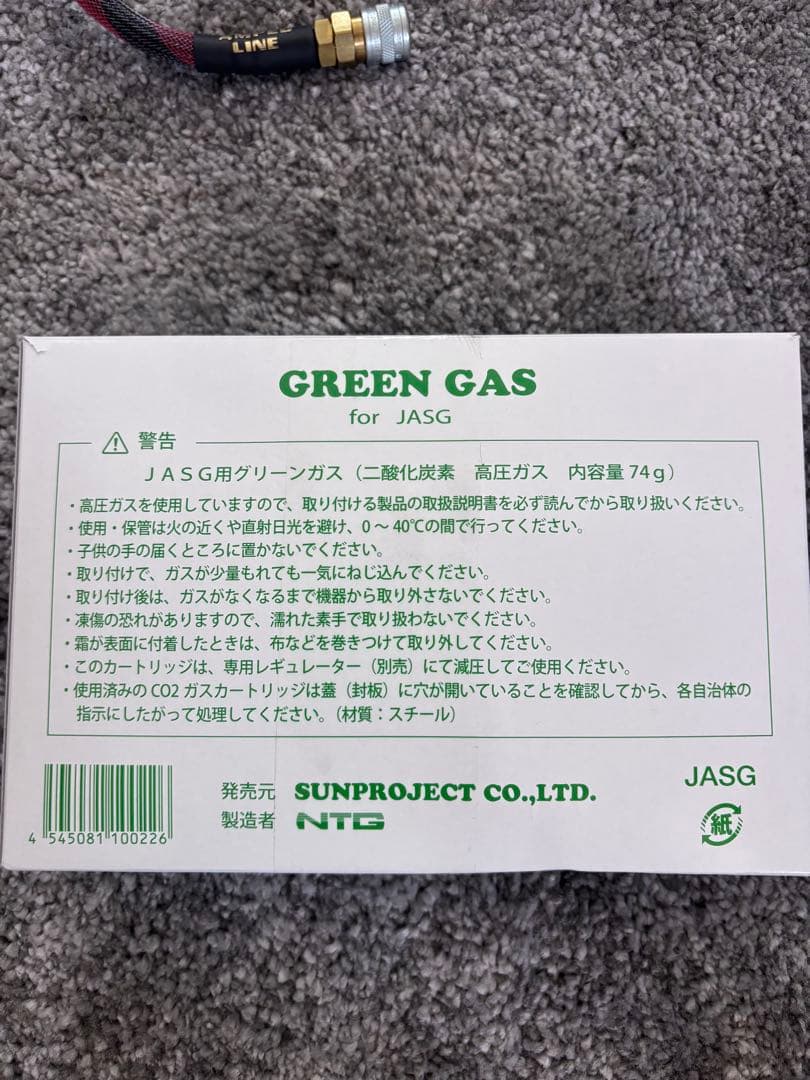 LINE
GREEN GAS
for JASG
警告
JASG用グリーンガス（二酸化炭素　高圧ガス　内容量 74g）
・高圧ガスを使用していますので、取り付ける製品の取扱説明書を必ず読んでから取り扱いください。
・使用・保管は火の近くや直射日光を避け、0～40℃の間で行ってください。
・子供の手の届くところに置かないでください。
・取り付けで、ガスが少量もれても一気にねじ込んでください。
・取り付け後は、ガスがなくなるまで機器から取り外さないでください。
・凍傷の恐れがありますので、濡れた素手で取り扱わないでください。
・霜が表面に付着したときは、布などを巻きつけて取り外してください。
・このカートリッジは、専用レギュレーター（別売）にて減圧してご使用ください。
・使用済みの CO2 ガスカートリッジは蓋（封板）に穴が開いていることを確認してから、各自治体の
指示にしたがって処理してください。（材質：スチール）
発売元 SUNPROJECT CO.,LTD.
製造者 NTG
JASG
紙
4 545081 100226